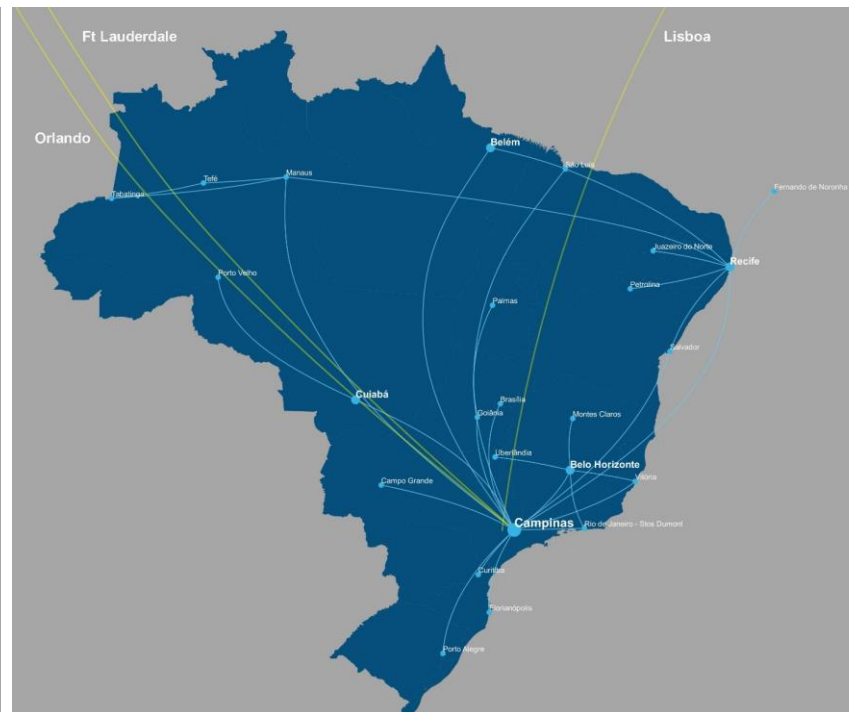 Ft Lauderdale
Lisboa
Orlando
Belém
São Luís
Tefé
Manaus
Tabatinga
Fernando de Noronha
Juazeiro do Norte
Recife
Porto Velho
Petrolina
Palmas
Salvador
Cuiabá
Brasília
Goiânia
Montes Claros
Uberlândia
Belo Horizonte
Campo Grande
Vitória
Campinas
Rio de Janeiro - Stos Dumont
Curitiba
Florianópolis
Porto Alegre